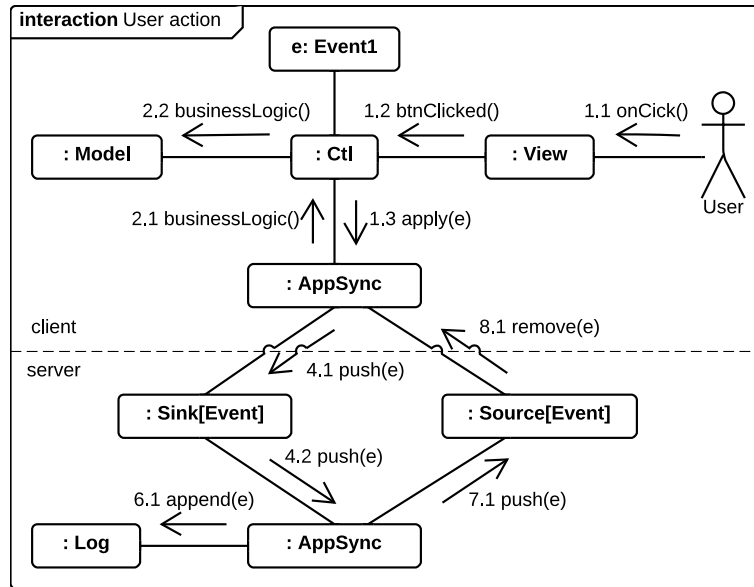 interaction User action
e: Event1
2.2 businessLogic()
1.2 btnClicked()
1.1 onCick()
: Model
: Ctl
: View
User
2.1 businessLogic()
1.3 apply(e)
: AppSync
client
8.1 remove(e)
server
4.1 push(e)
: Sink[Event]
: Source[Event]
4.2 push(e)
6.1 append(e)
7.1 push(e)
: Log
: AppSync